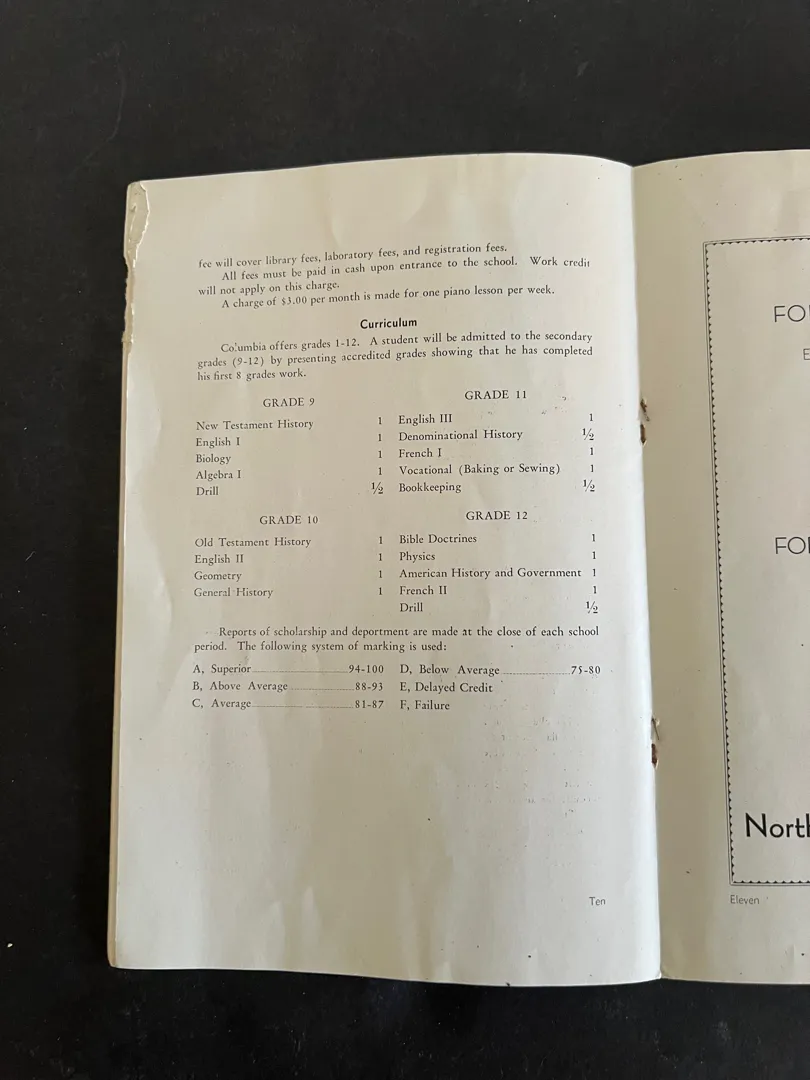 fee will cover library fees, laboratory fees, and registration fees.
All fees must be paid in cash upon entrance to the school. Work credit
will not apply on this charge.
A charge of $3.00 per month is made for one piano lesson per week.
Curriculum
Columbia offers grades 1-12. A student will be admitted to the secondary
grades (9-12) by presenting accredited grades showing that he has completed
his first 8 grades work.
GRADE 9
New Testament History 1
English I 1
Biology 1
Algebra I 1
Drill ½
GRADE 10
Old Testament History 1
English II 1
Geometry 1
General History 1
GRADE 11
English III 1
Denominational History ½
French I 1
Vocational (Baking or Sewing) 1
Bookkeeping ½
GRADE 12
Bible Doctrines 1
Physics 1
American History and Government 1
French II 1
Drill ½
Reports of scholarship and deportment are made at the close of each school
period. The following system of marking is used:
A, Superior 94-100
B, Above Average 88-93
C, Average 81-87
D, Below Average 75-80
E, Delayed Credit
F, Failure
Ten
Eleven